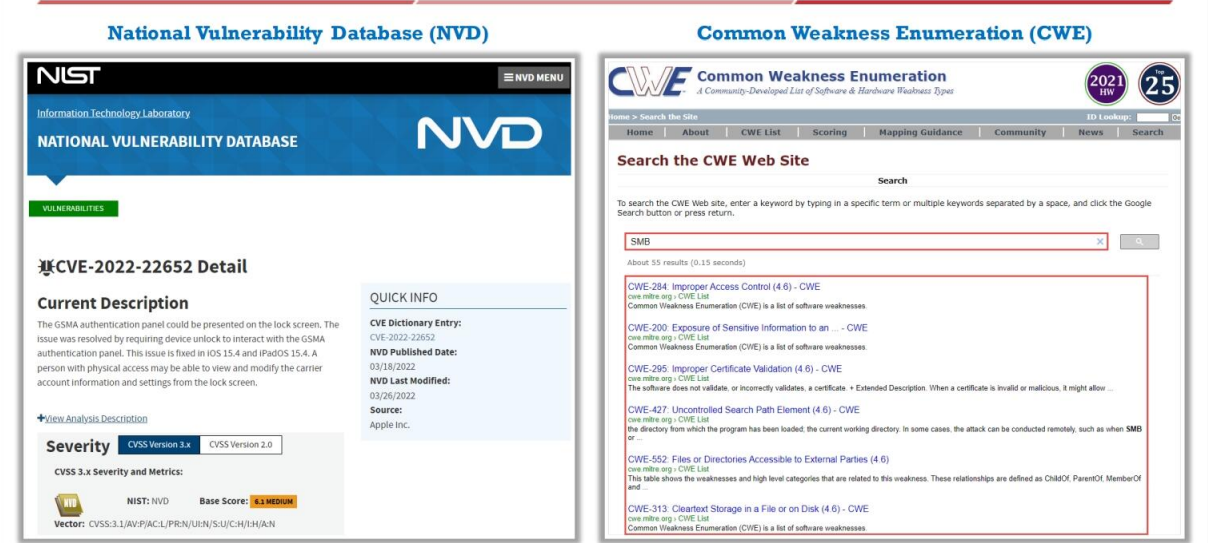 National Vulnerability Database (NVD)
NIST
NVD MENU
Information Technology Laboratory
NATIONAL VULNERABILITY DATABASE
NVD
VULNERABILITIES
CVE-2022-22652 Detail
Current Description
The GSMA authentication panel could be presented on the lock screen. The
issue was resolved by requiring device unlock to interact with the GSMA
authentication panel. This issue is fixed in iOS 15.4 and iPadOS 15.4. A
person with physical access may be able to view and modify the carrier
account information and settings from the lock screen.
+View Analysis Description
Severity
CVSS Version 3.x
CVSS Version 2.0
CVSS 3.x Severity and Metrics:
NVD
NIST: NVD
Base Score: 6.1 MEDIUM
Vector: CVSS:3.1/AV:P/AC:L/PR:N/UI:N/S:U/C:H/I:H/A:N
QUICK INFO
CVE Dictionary Entry:
CVE-2022-22652
NVD Published Date:
03/18/2022
NVD Last Modified:
03/26/2022
Source:
Apple Inc.
Common Weakness Enumeration (CWE)
CWE
Common Weakness Enumeration
A Community-Developed List of Software & Hardware Weakness Types
2021
HW
Top
25
Home > Search the Site
ID Lookup:
Go
Home | About | CWE List | Scoring | Mapping Guidance | Community | News | Search
Search the CWE Web Site
Search
To search the CWE Web site, enter a keyword by typing in a specific term or multiple keywords separated by a space, and click the Google
Search button or press return.
SMB
About 55 results (0.15 seconds)
CWE-284: Improper Access Control (4.6) - CWE
cwe.mitre.org › CWE List
Common Weakness Enumeration (CWE) is a list of software weaknesses.
CWE-200: Exposure of Sensitive Information to an ... - CWE
cwe.mitre.org › CWE List
Common Weakness Enumeration (CWE) is a list of software weaknesses.
CWE-295: Improper Certificate Validation (4.6) - CWE
cwe.mitre.org › CWE List
The software does not validate, or incorrectly validates, a certificate. + Extended Description. When a certificate is invalid or malicious, it might allow ...
CWE-427: Uncontrolled Search Path Element (4.6) - CWE
cwe.mitre.org › CWE List
the directory from which the program has been loaded; the current working directory. In some cases, the attack can be conducted remotely, such as when SMB
or ...
CWE-552: Files or Directories Accessible to External Parties (4.6)
cwe.mitre.org › CWE List
This table shows the weaknesses and high level categories that are related to this weakness. These relationships are defined as ChildOf, ParentOf, MemberOf
and ...
CWE-313: Cleartext Storage in a File or on Disk (4.6) - CWE
cwe.mitre.org › CWE List
Common Weakness Enumeration (CWE) is a list of software weaknesses.